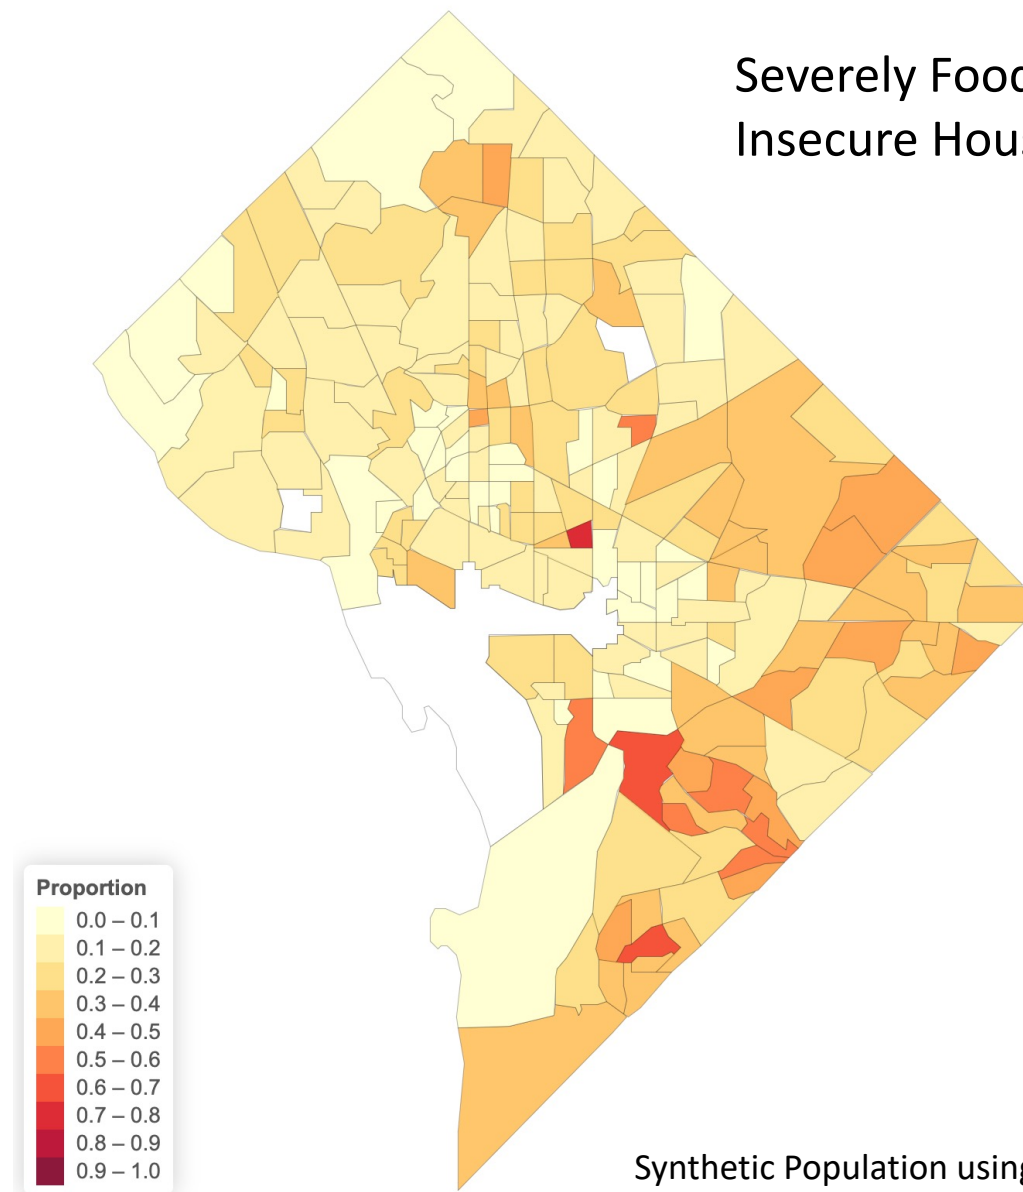 Severely Food
Insecure Hou
Proportion
0.0 – 0.1
0.1 – 0.2
0.2 – 0.3
0.3 – 0.4
0.4 – 0.5
0.5 – 0.6
0.6 – 0.7
0.7 – 0.8
0.8 – 0.9
0.9 – 1.0
Synthetic Population using